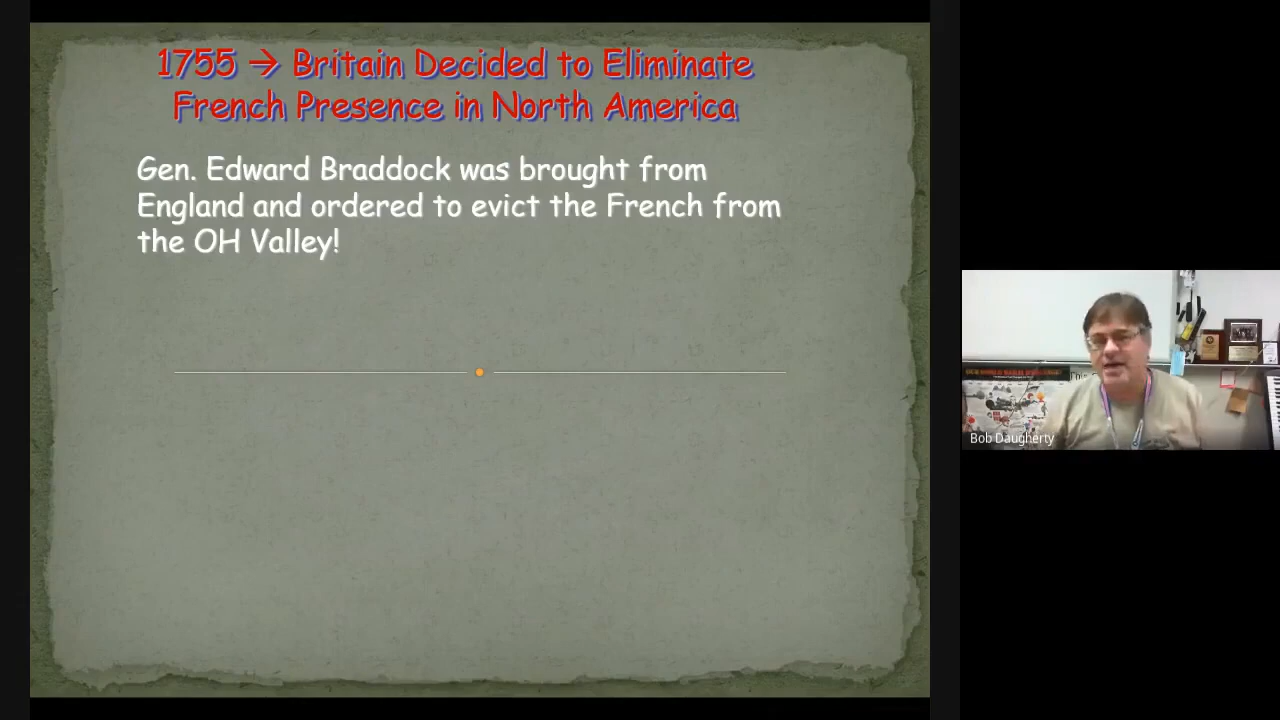 1755 → Britain Decided to Eliminate
French Presence in North America
Gen. Edward Braddock was brought from
England and ordered to evict the French from
the OH Valley!
Bob Daugherty